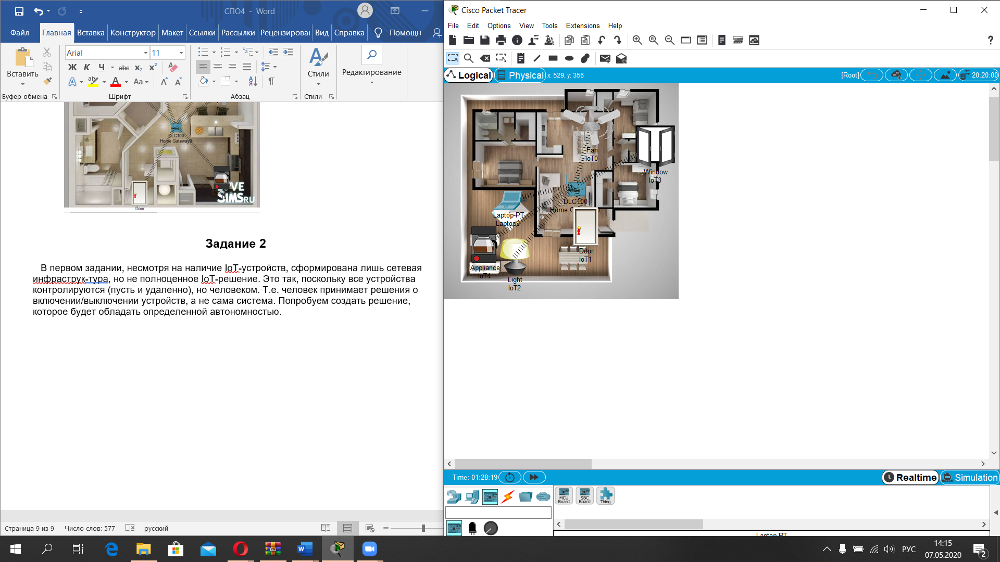 СПО4 - Word
Файл Главная Вставка Конструктор Макет Ссылки Рассылки Рецензирован Вид Справка Помощн
Вставить
Буфер обмена
Arial 11
Ж К Ч abc x₂ x²
A A Aa A A
Шрифт
Абзац
Стили
Стили
Редактирование
Fan
DLC100
Home Gateway0
LIVE
SIMS RU
Door
Задание 2
В первом задании, несмотря на наличие IoT-устройств, сформирована лишь сетевая
инфраструк-тура, но не полноценное IoT-решение. Это так, поскольку все устройства
контролируются (пусть и удаленно), но человеком. Т.е. человек принимает решения о
включении/выключении устройств, а не сама система. Попробуем создать решение,
которое будет обладать определенной автономностью.
Страница 9 из 9 Число слов: 577 русский
Cisco Packet Tracer
File Edit Options View Tools Extensions Help
?
Logical Physical x: 529, y: 356 [Root] 20:20:00
Fan
IoT0
Window
IoT3
DLC100
Home G
Laptop-PT
Laptop0
Door
IoT1
Appliance
IoT4
Light
IoT2
Time: 01:28:19 Realtime Simulation
MCU Board
SBC Board
Thing
Laptop-PT
РУС
14:15
07.05.2020
2